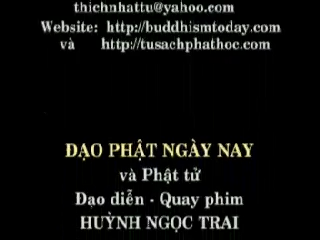 thichnhattu@yahoo.com
Website: http://buddhismtoday.com
và http://tusachphathoc.com
ĐẠO PHẬT NGÀY NAY
và Phật tử
Đạo diễn - Quay phim
HUỲNH NGỌC TRAI